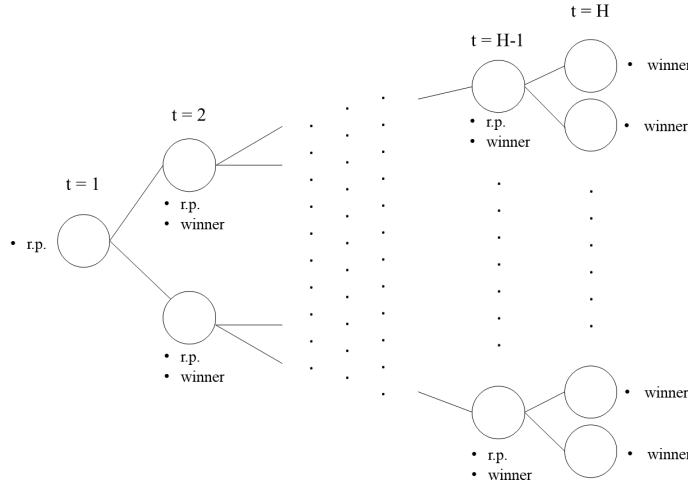 t = H
t = H-1
• winner
t = 2
• r.p.
• winner
• winner
t = 1
• r.p.
• winner
• r.p.
• r.p.
• winner
• winner
• r.p.
• winner
• winner